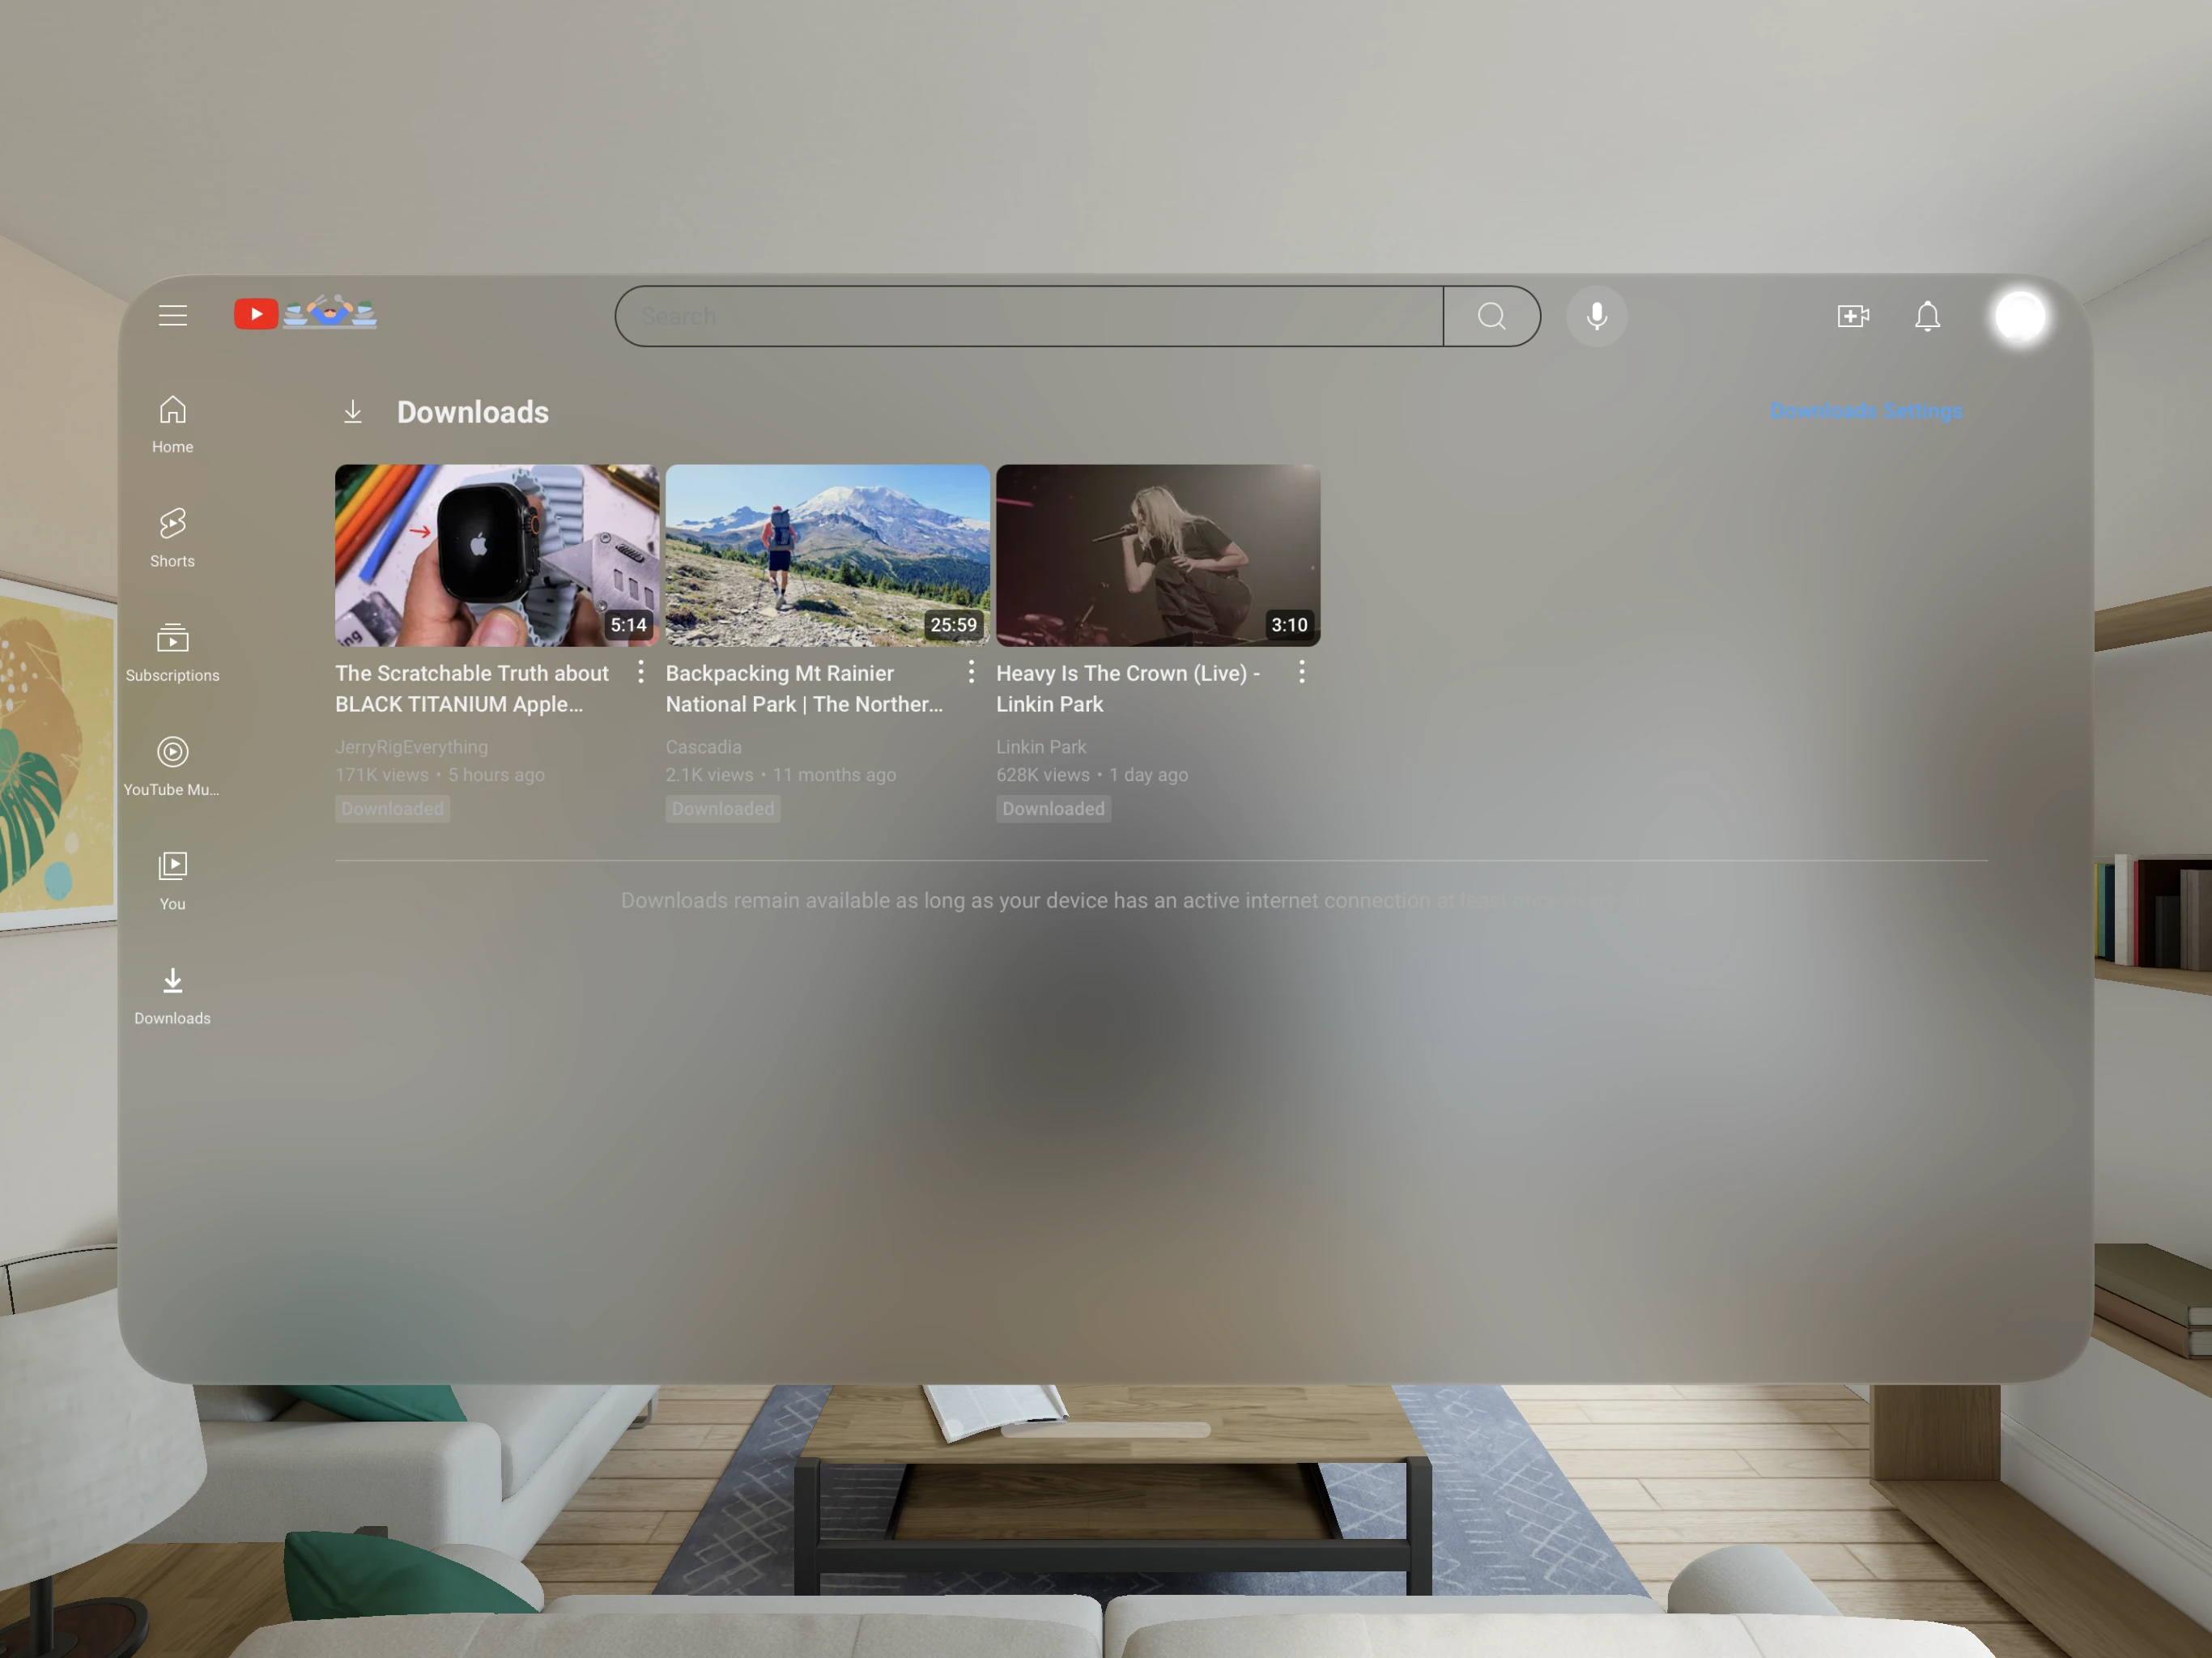 Search
Downloads
Downloads Settings
Home
Shorts
Subscriptions
YouTube Mu...
You
Downloads
5:14
25:59
3:10
The Scratchable Truth about
BLACK TITANIUM Apple...
JerryRigEverything
171K views • 5 hours ago
Downloaded
Backpacking Mt Rainier
National Park | The Norther...
Cascadia
2.1K views • 11 months ago
Downloaded
Heavy Is The Crown (Live) -
Linkin Park
Linkin Park
628K views • 1 day ago
Downloaded
Downloads remain available as long as your device has an active internet connection at least
ing